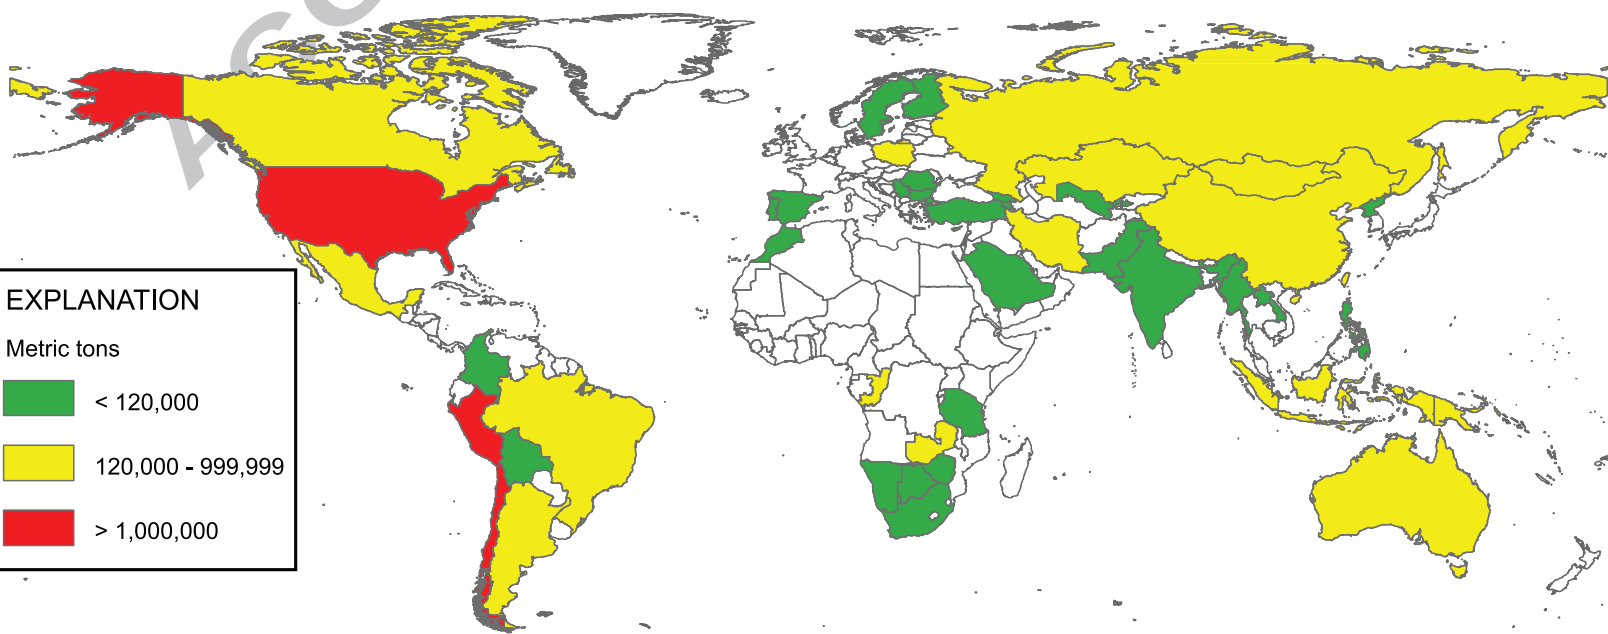 EXPLANATION
Metric tons
< 120,000
120,000 - 999,999
> 1,000,000